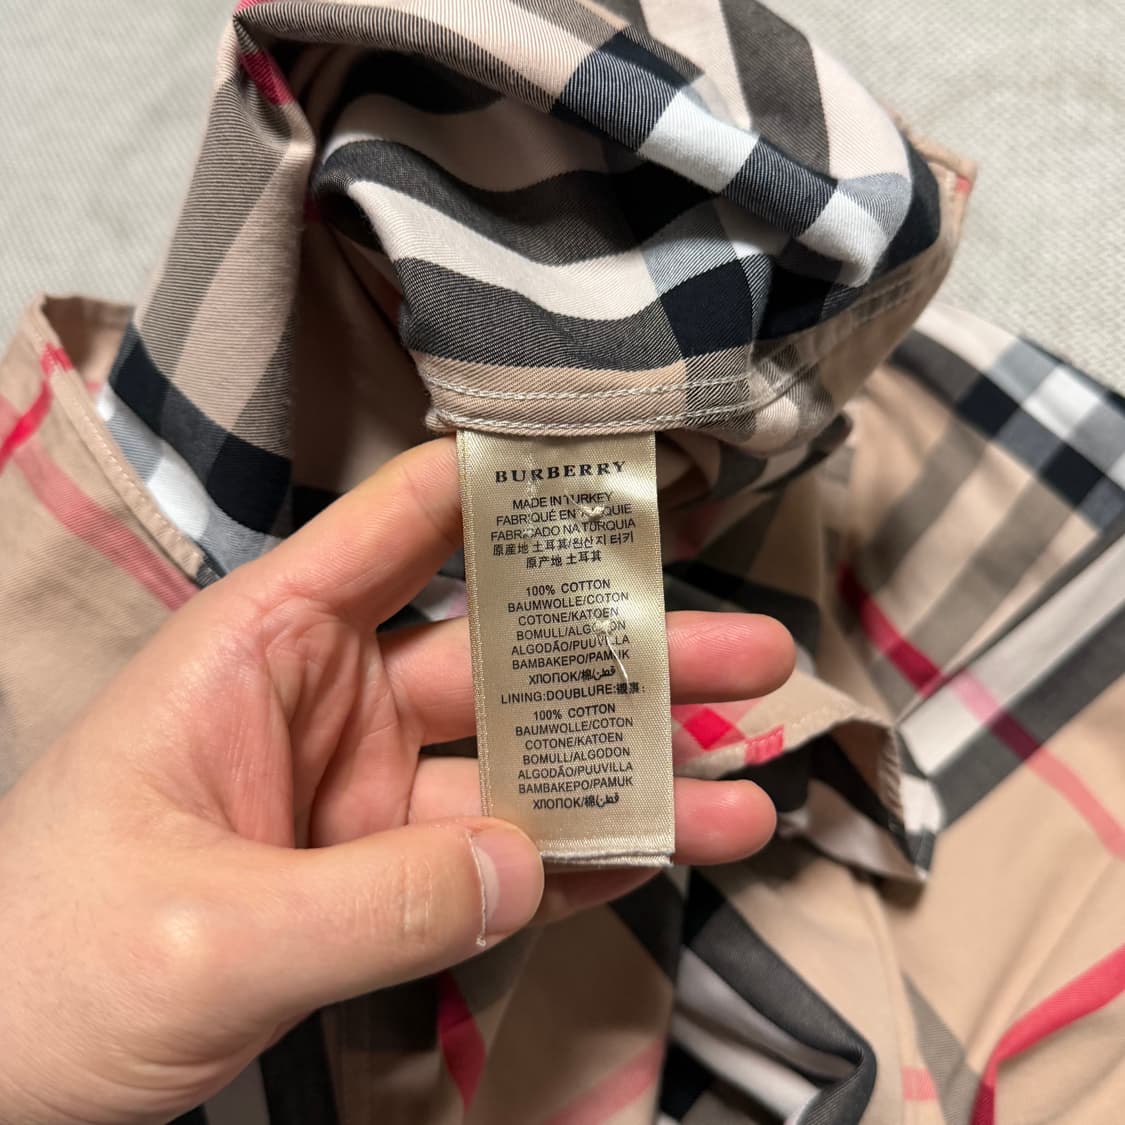 BURBERRY
MADE IN TURKEY
FABRIQUÉ EN TURQUIE
FABRICADO NA TURQUIA
原産地 土耳其/원산지 터키
原产地 土耳其
100% COTTON
BAUMWOLLE/COTON
COTONE/KATOEN
BOMULL/ALGODON
ALGODÃO/PUUVILLA
BAMBAKEPO/PAMUK
ХЛОПОК/棉/قطن
LINING:DOUBLURE:襯裏:
100% COTTON
BAUMWOLLE/COTON
COTONE/KATOEN
BOMULL/ALGODON
ALGODÃO/PUUVILLA
BAMBAKEPO/PAMUK
ХЛОПОК/棉/قطن